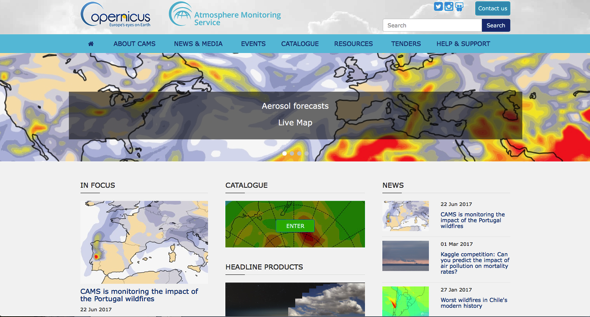 opernicus
Europe's eyes on Earth
Atmosphere Monitoring
Service
Contact us
Search
Search
ABOUT CAMS
NEWS & MEDIA
EVENTS
CATALOGUE
RESOURCES
TENDERS
HELP & SUPPORT
Aerosol forecasts
Live Map
IN FOCUS
CAMS is monitoring the impact of
the Portugal wildfires
22 Jun 2017
CATALOGUE
ENTER
HEADLINE PRODUCTS
NEWS
22 Jun 2017
CAMS is monitoring the
impact of the Portugal
wildfires
01 Mar 2017
Kaggle competition: Can
you predict the impact of
air pollution on mortality
rates?
27 Jan 2017
Worst wildfires in Chile's
modern history